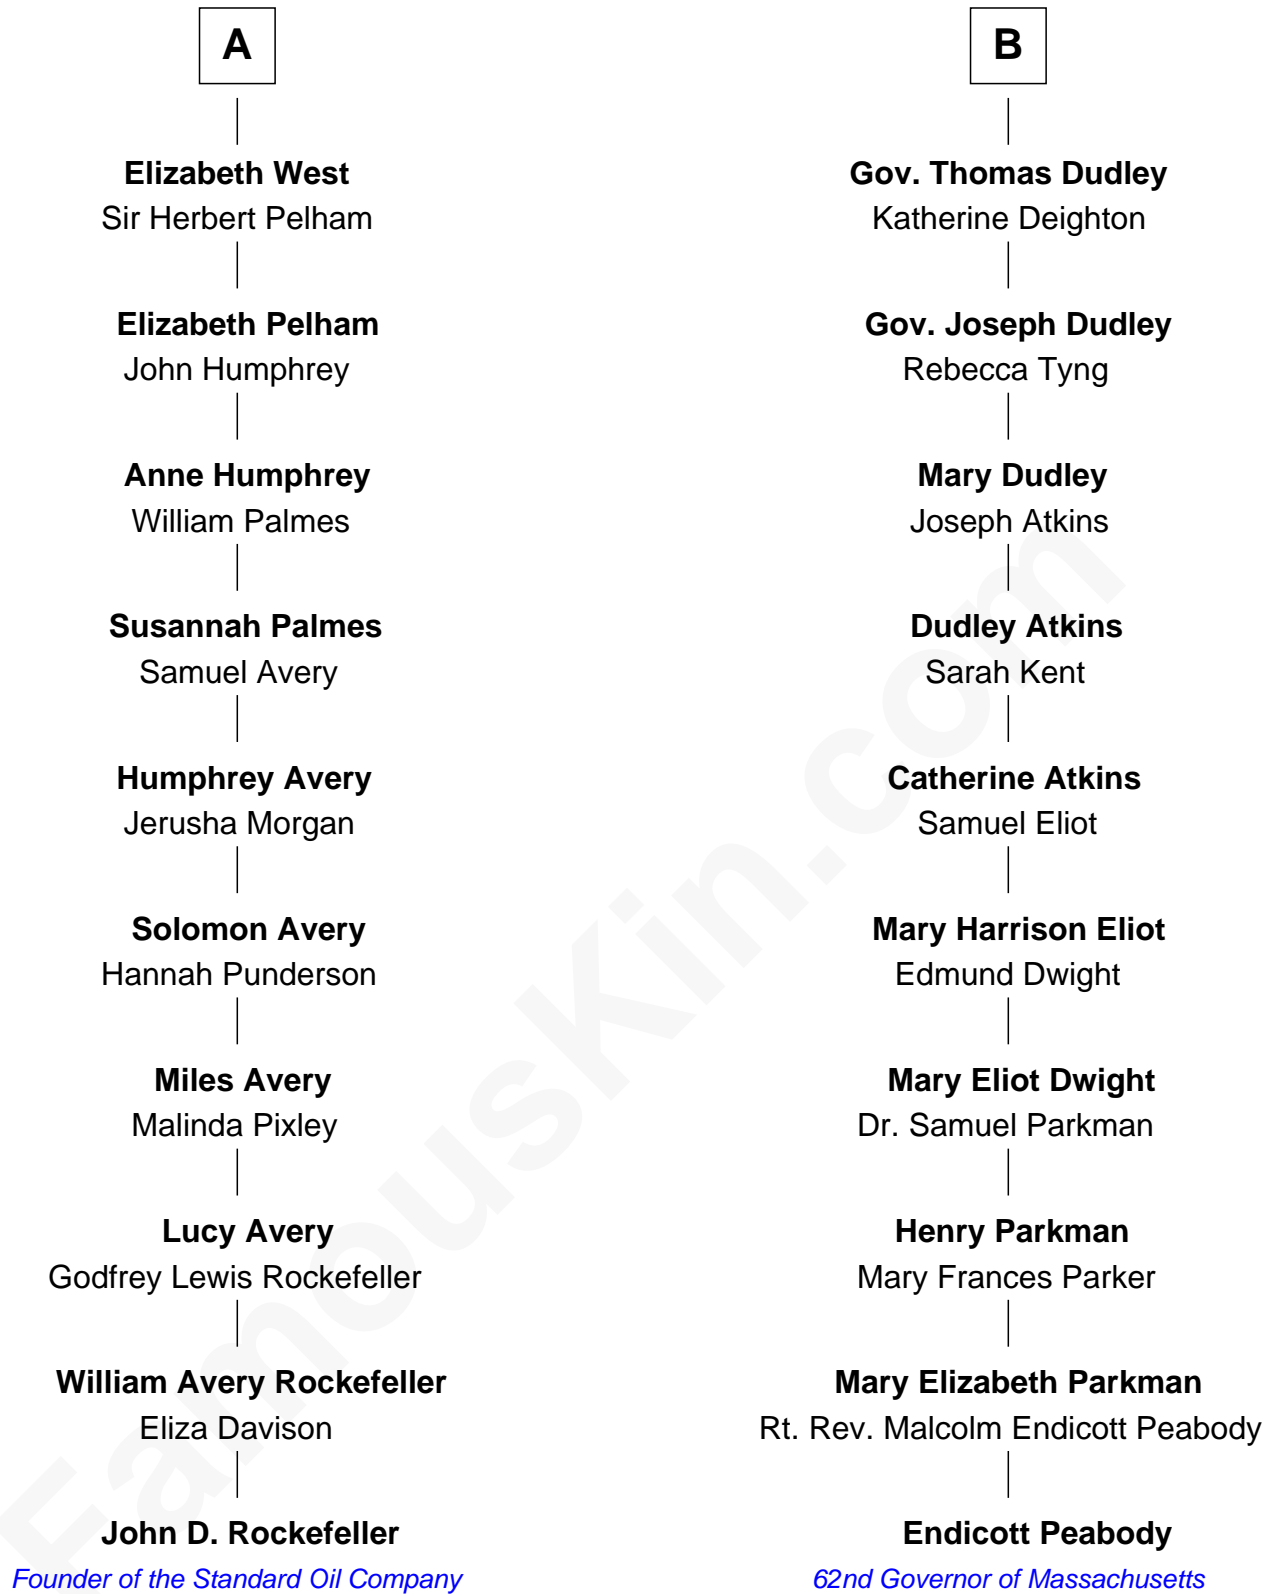 A
Elizabeth West
Sir Herbert Pelham
Elizabeth Pelham
John Humphrey
Anne Humphrey
William Palmes
Susannah Palmes
Samuel Avery
Humphrey Avery
Jerusha Morgan
Solomon Avery
Hannah Punderson
Miles Avery
Malinda Pixley
Lucy Avery
Godfrey Lewis Rockefeller
William Avery Rockefeller
Eliza Davison
John D. Rockefeller
Founder of the Standard Oil Company
B
Gov. Thomas Dudley
Katherine Deighton
Gov. Joseph Dudley
Rebecca Tyng
Mary Dudley
Joseph Atkins
Dudley Atkins
Sarah Kent
Catherine Atkins
Samuel Eliot
Mary Harrison Eliot
Edmund Dwight
Mary Eliot Dwight
Dr. Samuel Parkman
Henry Parkman
Mary Frances Parker
Mary Elizabeth Parkman
Rt. Rev. Malcolm Endicott Peabody
Endicott Peabody
62nd Governor of Massachusetts
FamousKin.com